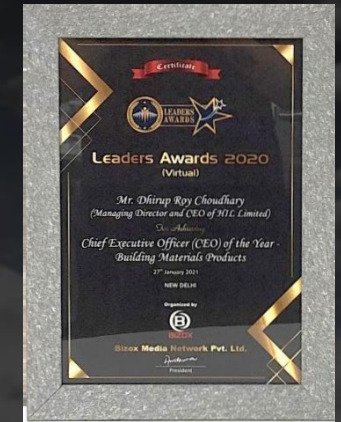 Certificate
LEADERS
AWARDS
Leaders Awards 2020
(Virtual)
Mr. Dhirup Roy Choudhary
(Managing Director and CEO of HIL Limited)
For Achieving
Chief Executive Officer (CEO) of the Year -
Building Materials Products
27th January 2021
NEW DELHI
Organized by
B
BIZOX
Bizox Media Network Pvt. Ltd.
President